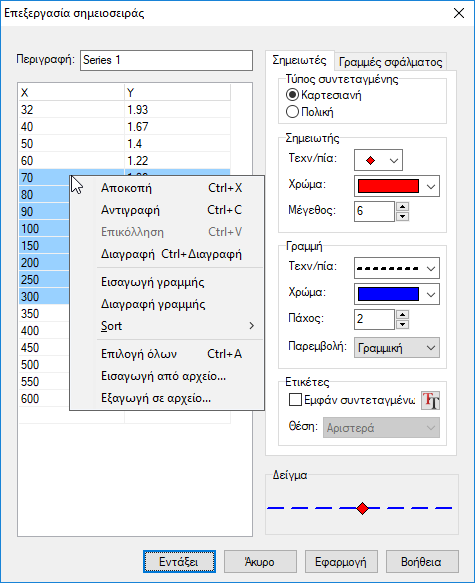 Επεξεργασία σημειοσειράς
Περιγραφή: Series 1
X Y
32 1.93
40 1.67
50 1.4
60 1.22
70
80
90
100
150
200
250
300
350
400
450
500
550
600
Αποκοπή Ctrl+X
Αντιγραφή Ctrl+C
Επικόλληση Ctrl+V
Διαγραφή Ctrl+Διαγραφή
Εισαγωγή γραμμής
Διαγραφή γραμμής
Sort
Επιλογή όλων Ctrl+A
Εισαγωγή από αρχείο...
Εξαγωγή σε αρχείο...
Σημειωτές Γραμμές σφάλματος
Τύπος συντεταγμένης
Καρτεσιανή
Πολική
Σημειωτής
Τεχν/πία:
Χρώμα:
Μέγεθος: 6
Γραμμή
Τεχν/πία:
Χρώμα:
Πάχος: 2
Παρεμβολή: Γραμμική
Ετικέτες
Εμφάν συντεταγμένω
Θέση: Αριστερά
Δείγμα
Εντάξει Άκυρο Εφαρμογή Βοήθεια